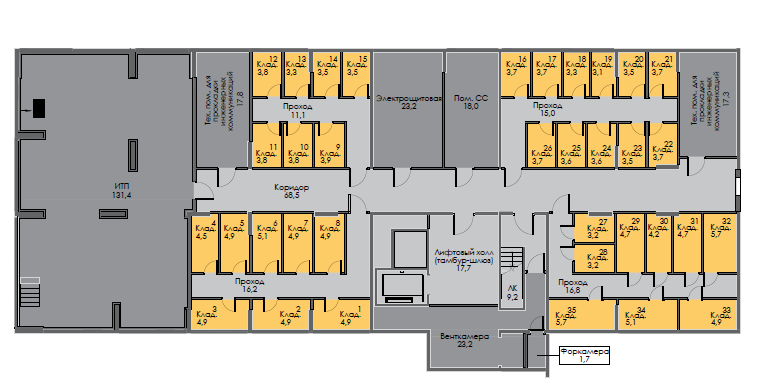 ИТП
131,4
Тех. пом. для
прокладки
инженерных
коммуникаций
17,8
12
Клад.
3,8
13
Клад.
3,3
14
Клад.
3,5
15
Клад.
3,5
Проход
11,1
11
Клад.
3,8
10
Клад.
3,8
9
Клад.
3,9
Электрощитовая
23,2
Пом. СС
18,0
16
Клад.
3,7
17
Клад.
3,7
18
Клад.
3,3
19
Клад.
3,1
20
Клад.
3,5
21
Клад.
3,7
Проход
15,0
26
Клад.
3,7
25
Клад.
3,6
24
Клад.
3,6
23
Клад.
3,5
22
Клад.
3,7
Тех. пом. для
прокладки
инженерных
коммуникаций
17,3
Коридор
68,5
4
Клад.
4,5
5
Клад.
4,9
6
Клад.
5,1
7
Клад.
4,9
8
Клад.
4,9
Проход
16,2
3
Клад.
4,9
2
Клад.
4,9
1
Клад.
4,9
Лифтовый холл
(тамбур-шлюз)
17,7
ЛК
9,2
27
Клад.
3,2
28
Клад.
3,2
29
Клад.
4,7
30
Клад.
4,2
31
Клад.
4,7
32
Клад.
5,7
Проход
16,8
35
Клад.
5,7
34
Клад.
5,1
33
Клад.
4,9
Венткамера
23,2
Форкамера
1,7